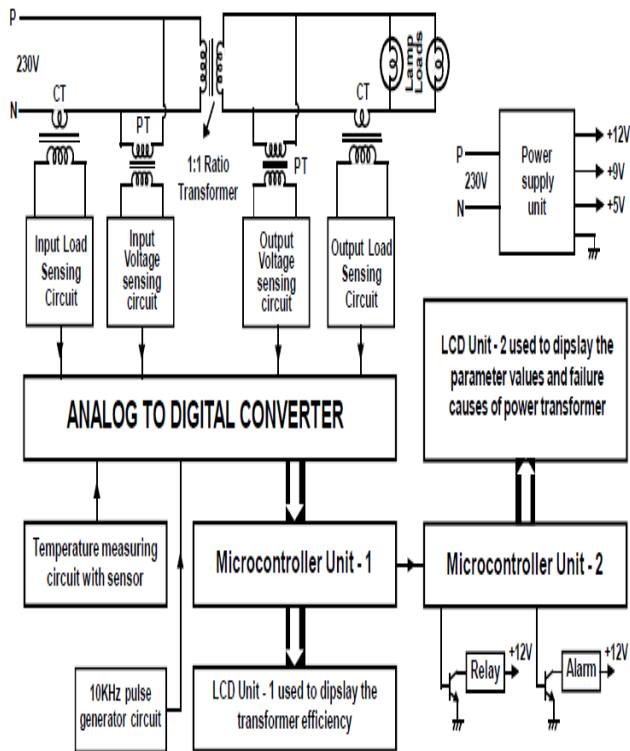 P
230V
N
CT
PT
1:1 Ratio
Transformer
PT
CT
Lamp
Loads
P
230V
N
Power
supply
unit
+12V
+9V
+5V
Input Load
Sensing
Circuit
Input
Voltage
sensing
circuit
Output
Voltage
sensing
circuit
Output Load
Sensing
Circuit
LCD Unit - 2 used to dipslay the
parameter values and failure
causes of power transformer
ANALOG TO DIGITAL CONVERTER
Temperature measuring
circuit with sensor
Microcontroller Unit - 1
Microcontroller Unit - 2
10KHz pulse
generator circuit
LCD Unit - 1 used to dipslay the
transformer efficiency
Relay
+12V
Alarm
+12V